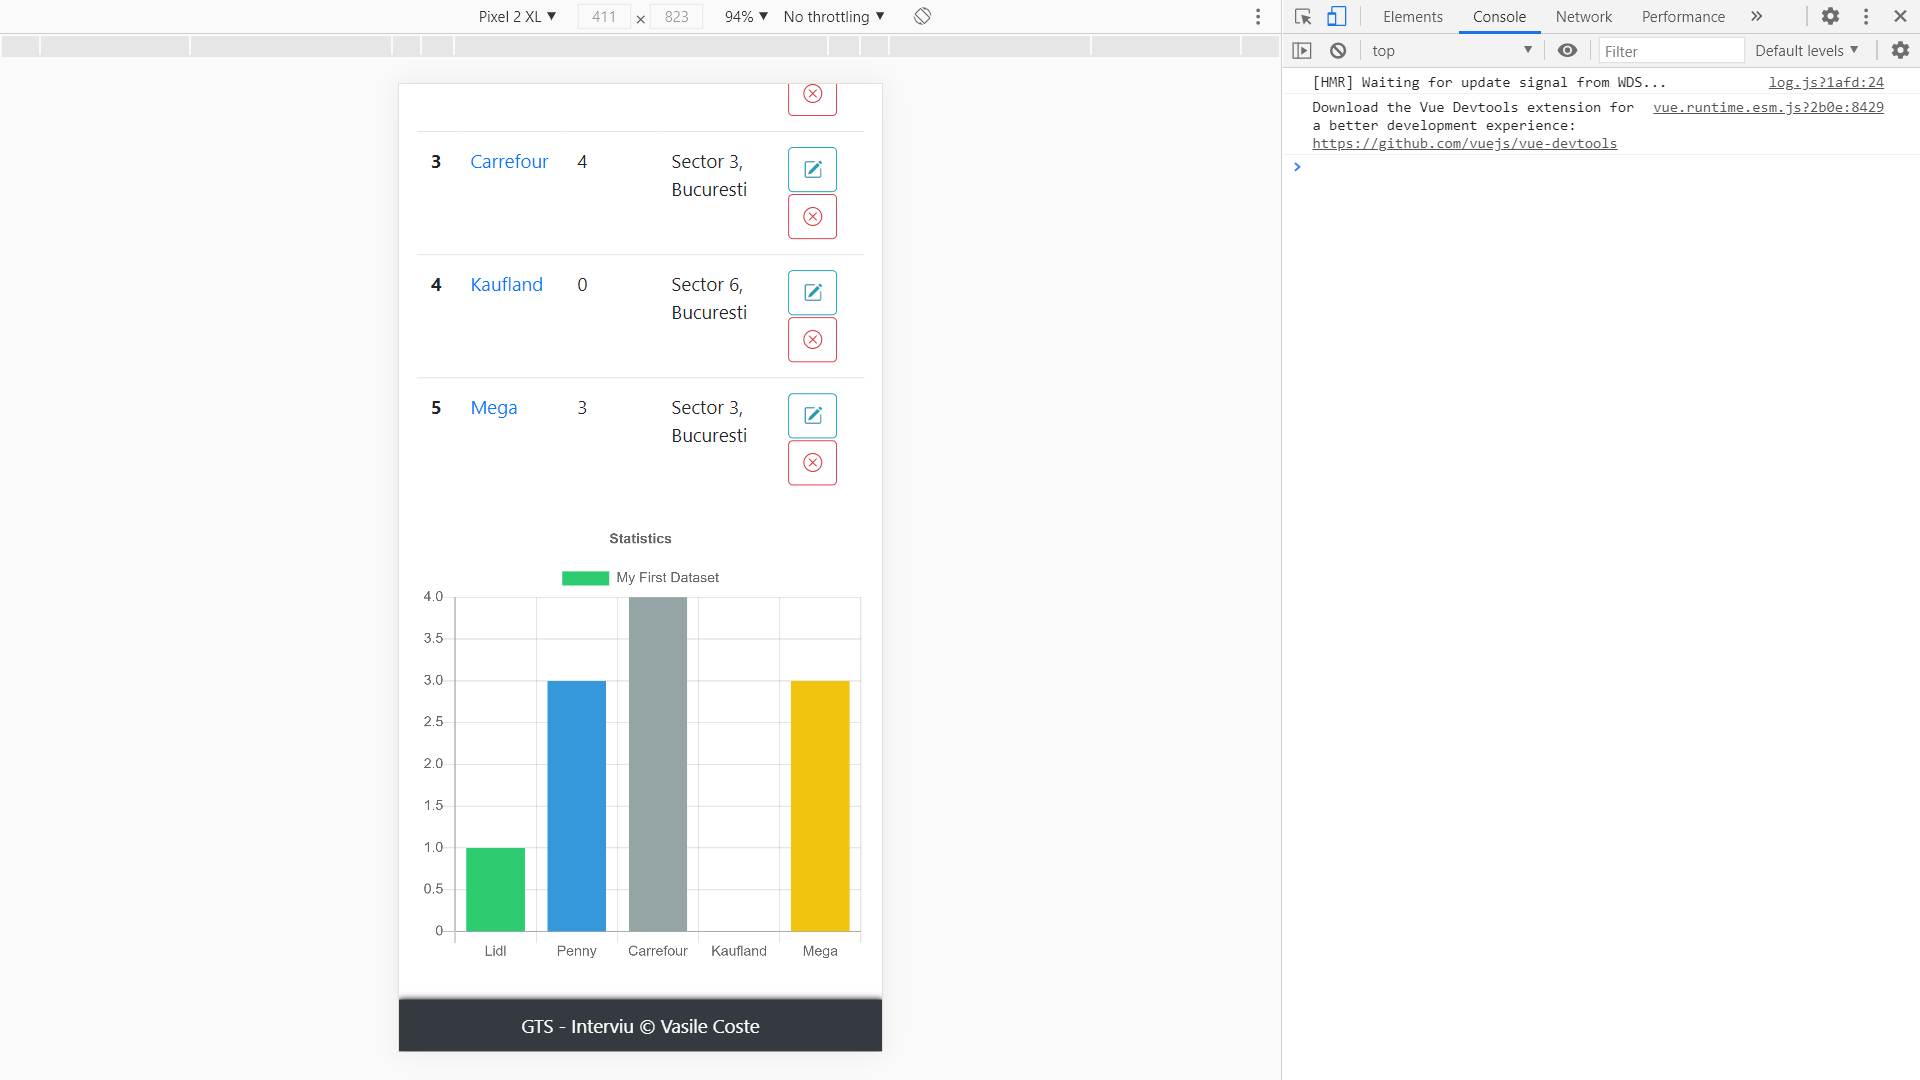 Pixel 2 XL ▼ 411 × 823 94% ▼ No throttling ▼
Elements Console Network Performance »
top ▼ Filter Default levels ▼
[HMR] Waiting for update signal from WDS... log.js?1afd:24
Download the Vue Devtools extension for vue.runtime.esm.js?2b0e:8429
a better development experience:
https://github.com/vuejs/vue-devtools
>
3 Carrefour 4 Sector 3,
Bucuresti
4 Kaufland 0 Sector 6,
Bucuresti
5 Mega 3 Sector 3,
Bucuresti
Statistics
My First Dataset
4.0
3.5
3.0
2.5
2.0
1.5
1.0
0.5
0
Lidl Penny Carrefour Kaufland Mega
GTS - Interviu © Vasile Coste